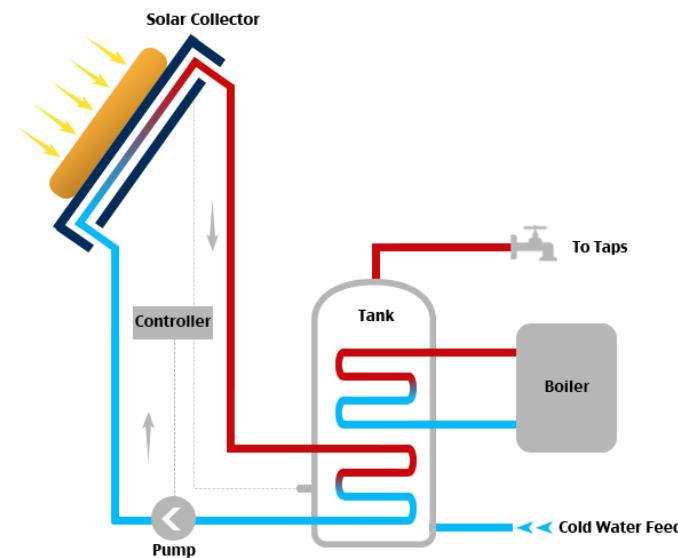 Solar Collector
To Taps
Tank
Controller
Boiler
Cold Water Feed
Pump